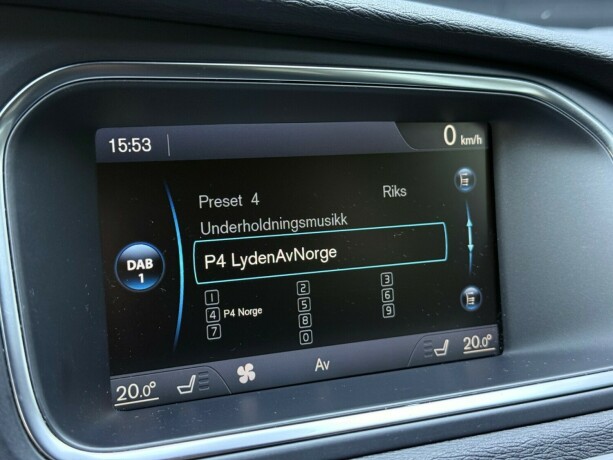 15:53
0 km/h
Preset 4 Riks
Underholdningsmusikk
DAB
1
P4 LydenAvNorge
1 2 3
4 P4 Norge 5 6
7 8 9
0
20.0° Av 20.0°